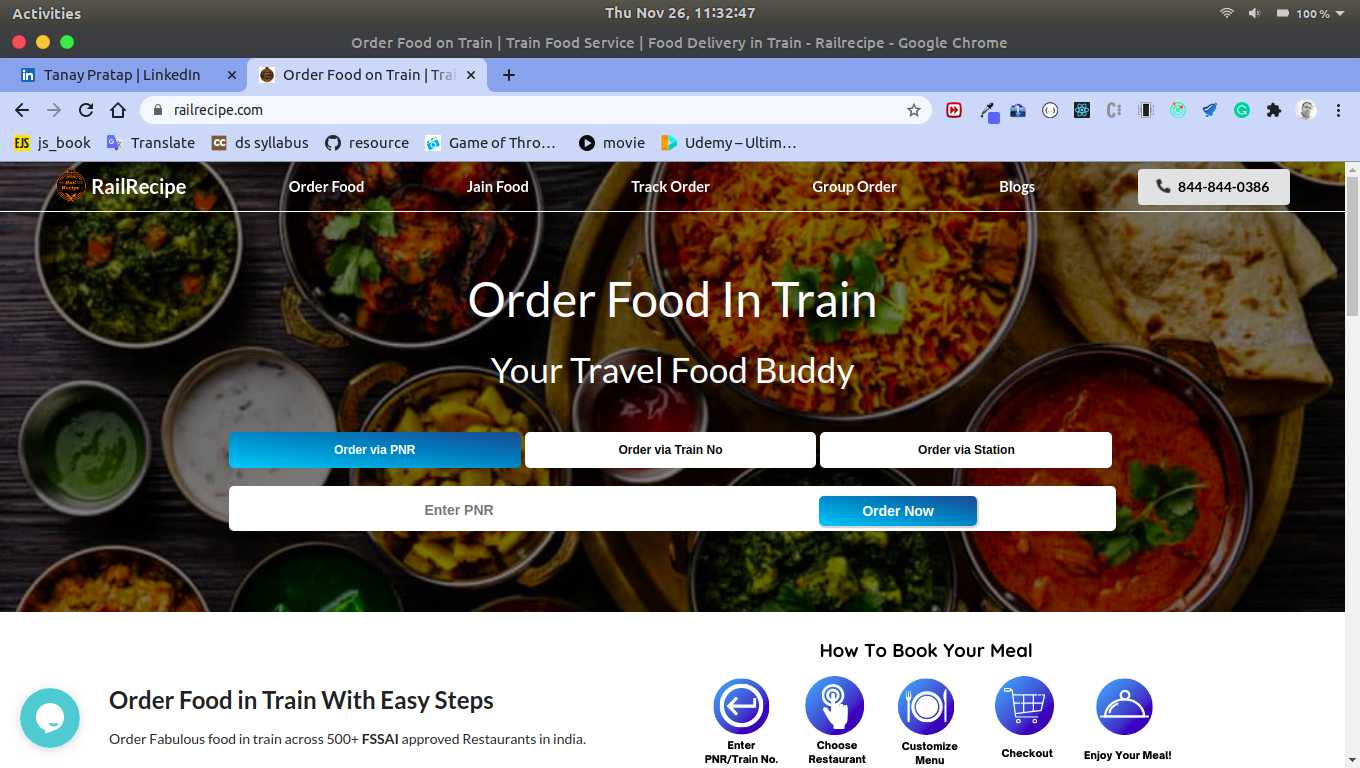 Activities
Thu Nov 26, 11:32:47
100 %
Order Food on Train | Train Food Service | Food Delivery in Train - Railrecipe - Google Chrome
in Tanay Pratap | LinkedIn
Order Food on Train | Trai
railrecipe.com
EJS js_book
Translate
CC ds syllabus
resource
Game of Thro…
movie
Udemy – Ultim…
Rail Recipe
RailRecipe
Order Food
Jain Food
Track Order
Group Order
Blogs
844-844-0386
Order Food In Train
Your Travel Food Buddy
Order via PNR
Order via Train No
Order via Station
Enter PNR
Order Now
How To Book Your Meal
Order Food in Train With Easy Steps
Order Fabulous food in train across 500+ FSSAI approved Restaurants in india.
Enter
PNR/Train No.
Choose
Restaurant
Customize
Menu
Checkout
Enjoy Your Meal!